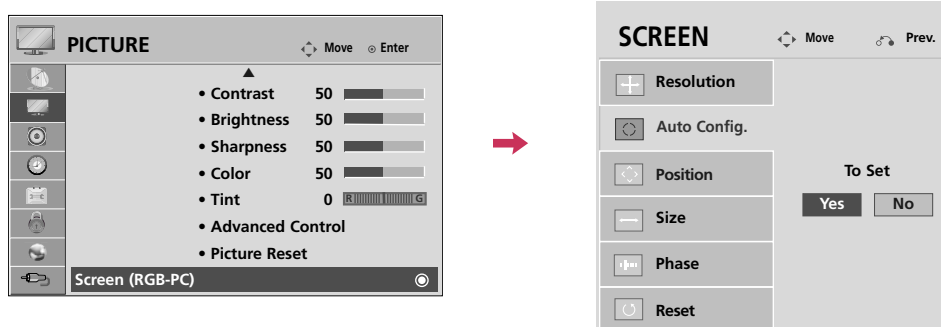 PICTURE
Move Enter
• Contrast 50
• Brightness 50
• Sharpness 50
• Color 50
• Tint 0 R G
• Advanced Control
• Picture Reset
Screen (RGB-PC)
SCREEN
Move Prev.
Resolution
Auto Config.
Position
Size
Phase
Reset
To Set
Yes No